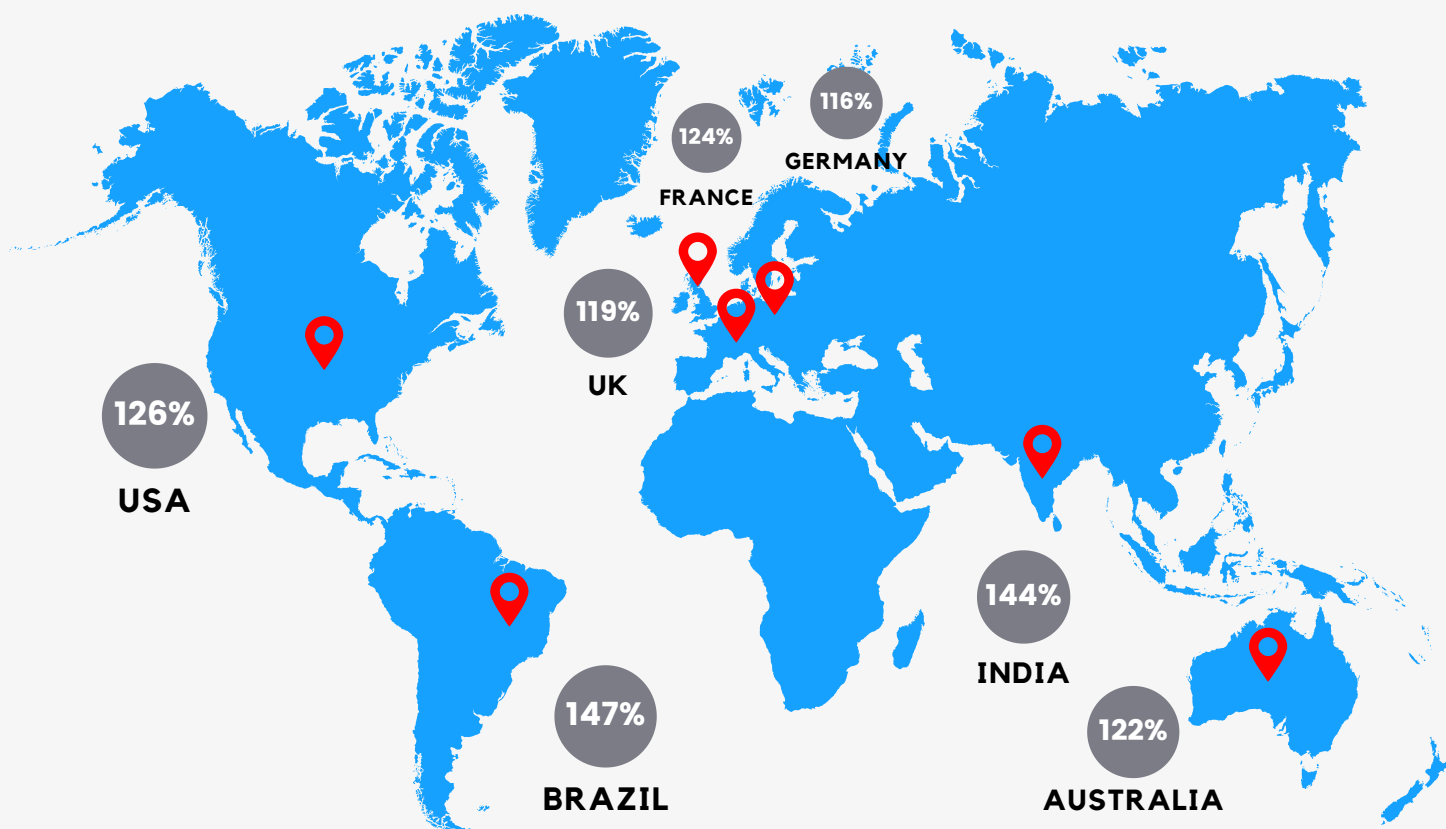 116%
GERMANY
124%
FRANCE
119%
UK
126%
USA
144%
INDIA
147%
BRAZIL
122%
AUSTRALIA